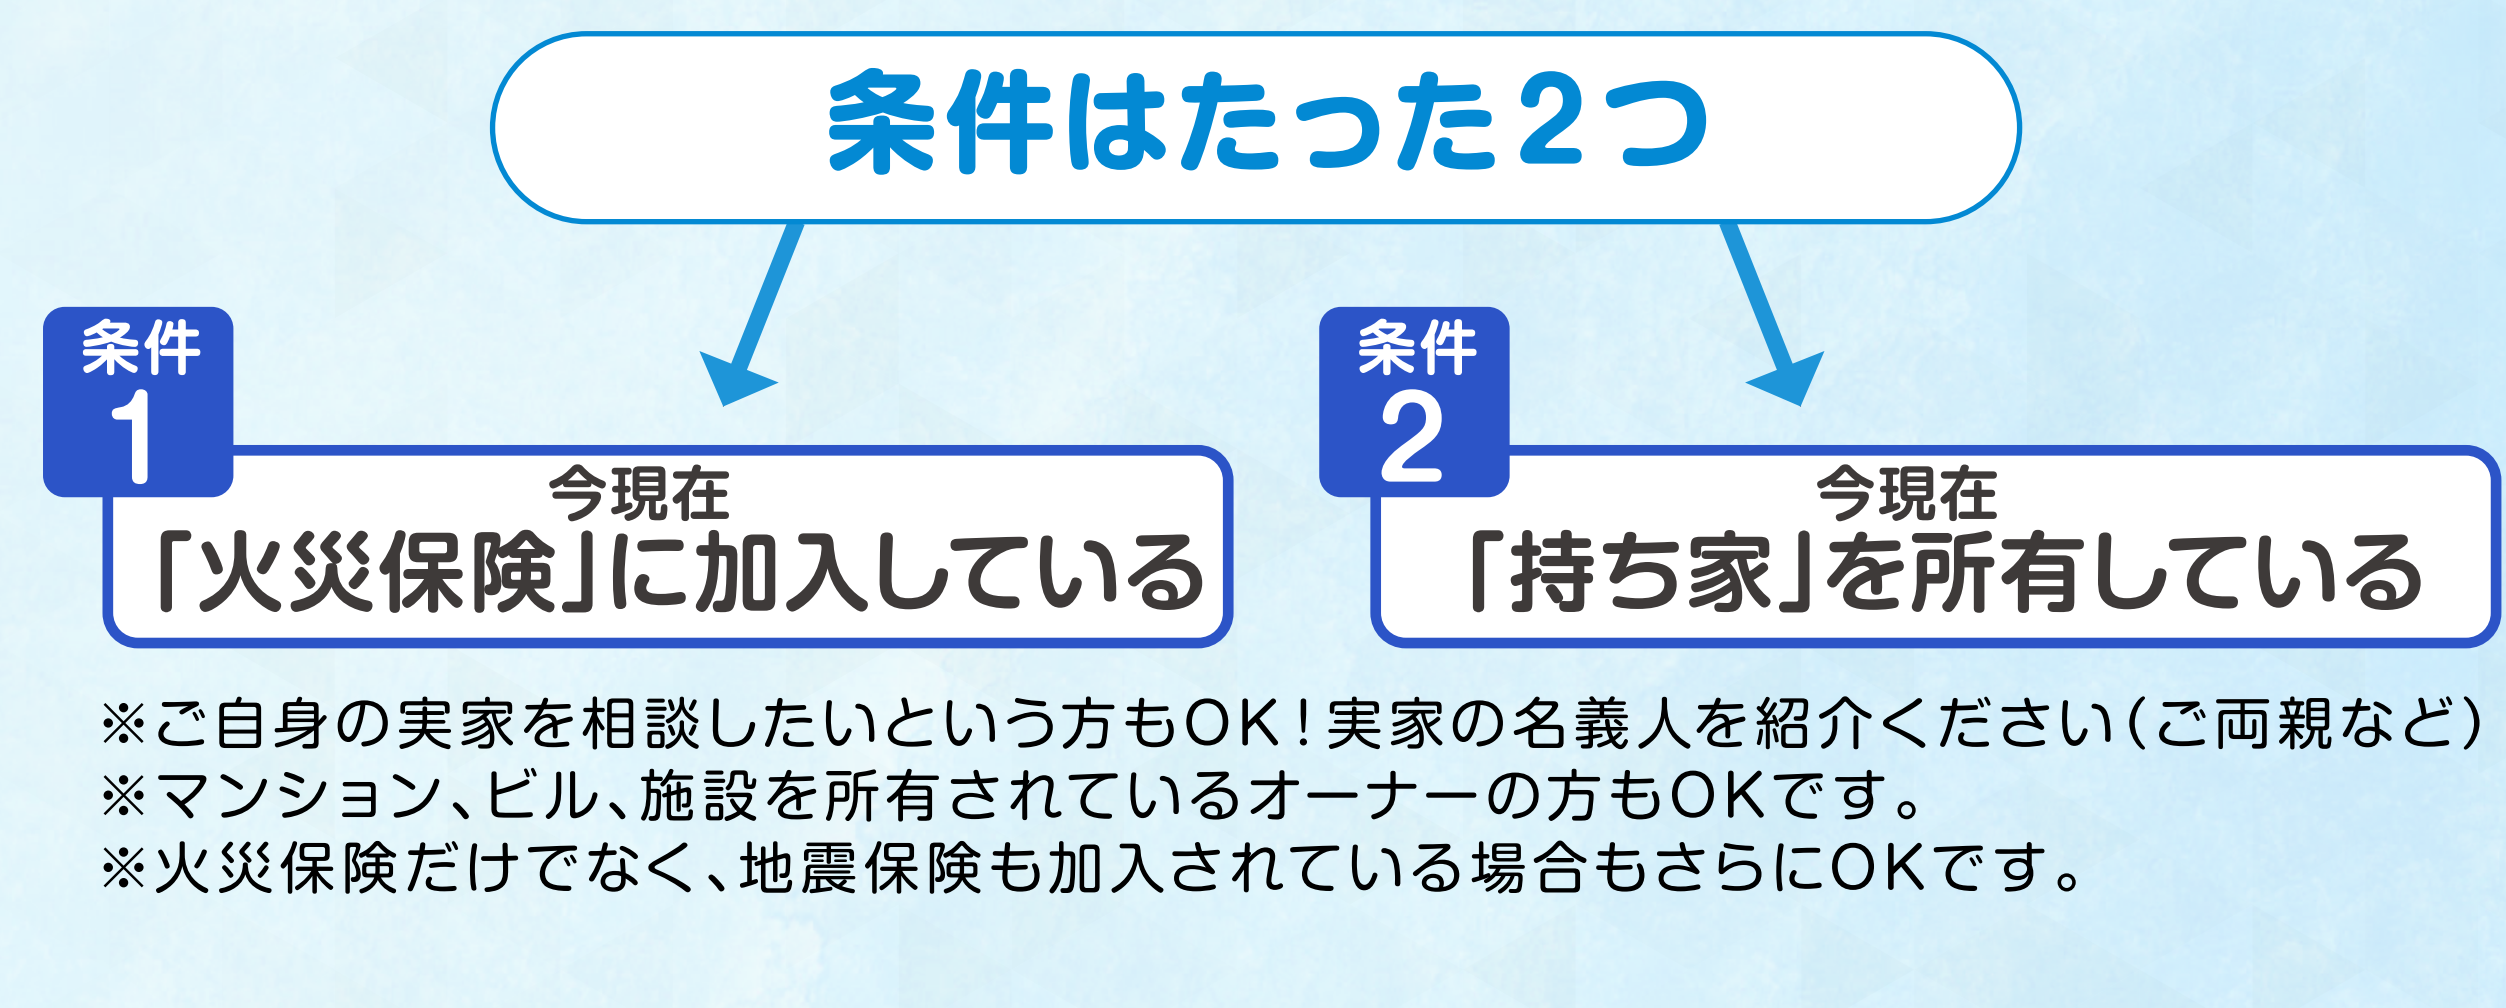 条件はたった2つ
条件
1
今現在
「火災保険」に加入している
条件
2
今現在
「持ち家」を所有している
※ご自身の実家を相談したいという方もOK！実家の名義人を紹介ください（ご両親など）
※マンション、ビル、施設を所有されているオーナーの方もOKです。
※火災保険だけでなく、地震保険も加入されている場合もさらにOKです。